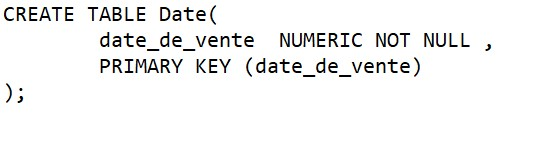 CREATE TABLE Date(
        date_de_vente  NUMERIC NOT NULL ,
        PRIMARY KEY (date_de_vente)
);